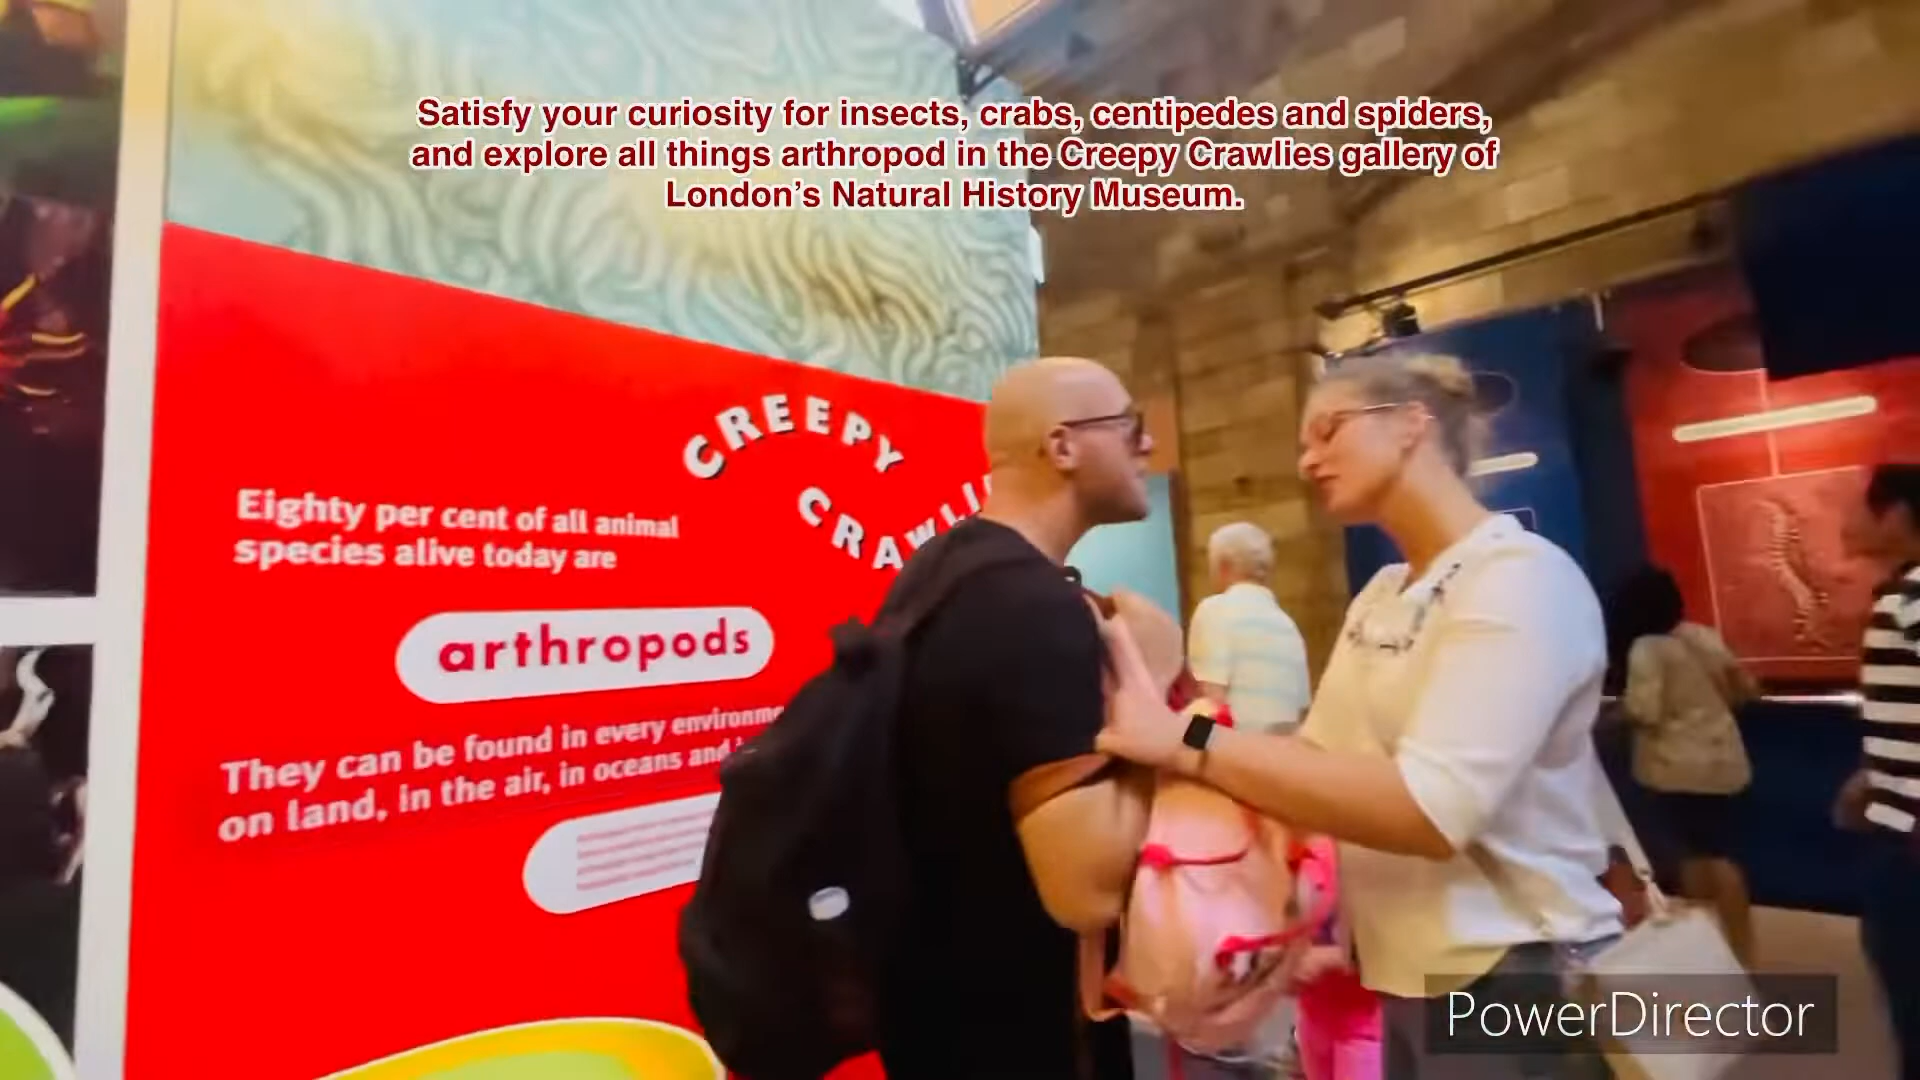 Satisfy your curiosity for insects, crabs, centipedes and spiders,
and explore all things arthropod in the Creepy Crawlies gallery of
London’s Natural History Museum.
CREEPY
Eighty per cent of all animal
species alive today are
arthropods
They can be found in every
on land, in the air, in oceans and
PowerDirector